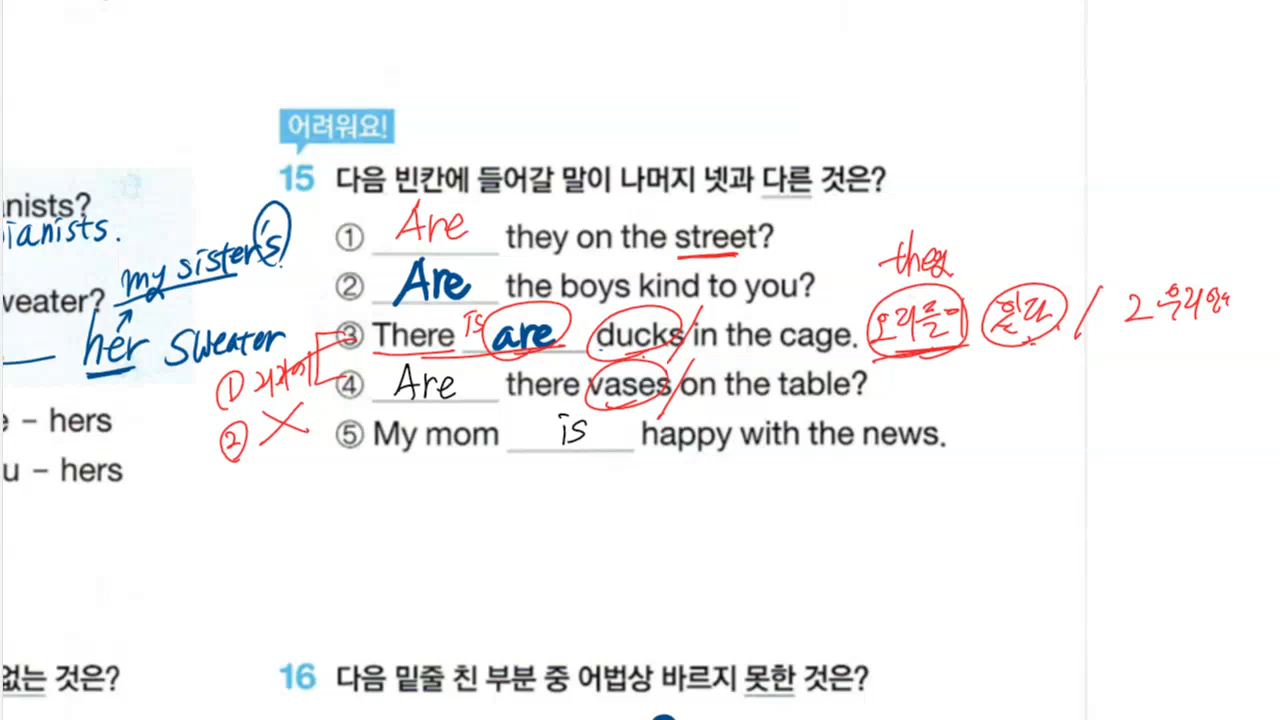 어려워요!
15 다음 빈칸에 들어갈 말이 나머지 넷과 다른 것은?
① Are they on the street?
② Are the boys kind to you?
they
③ There is are ducks in the cage. 오리들이 있다 /
④ Are there vases on the table?
⑤ My mom is happy with the news.
① 거기에
② X
nists?
ianists.
my sister's
weater?
her sweater
e – hers
u – hers
없는 것은?
16 다음 밑줄 친 부분 중 어법상 바르지 못한 것은?